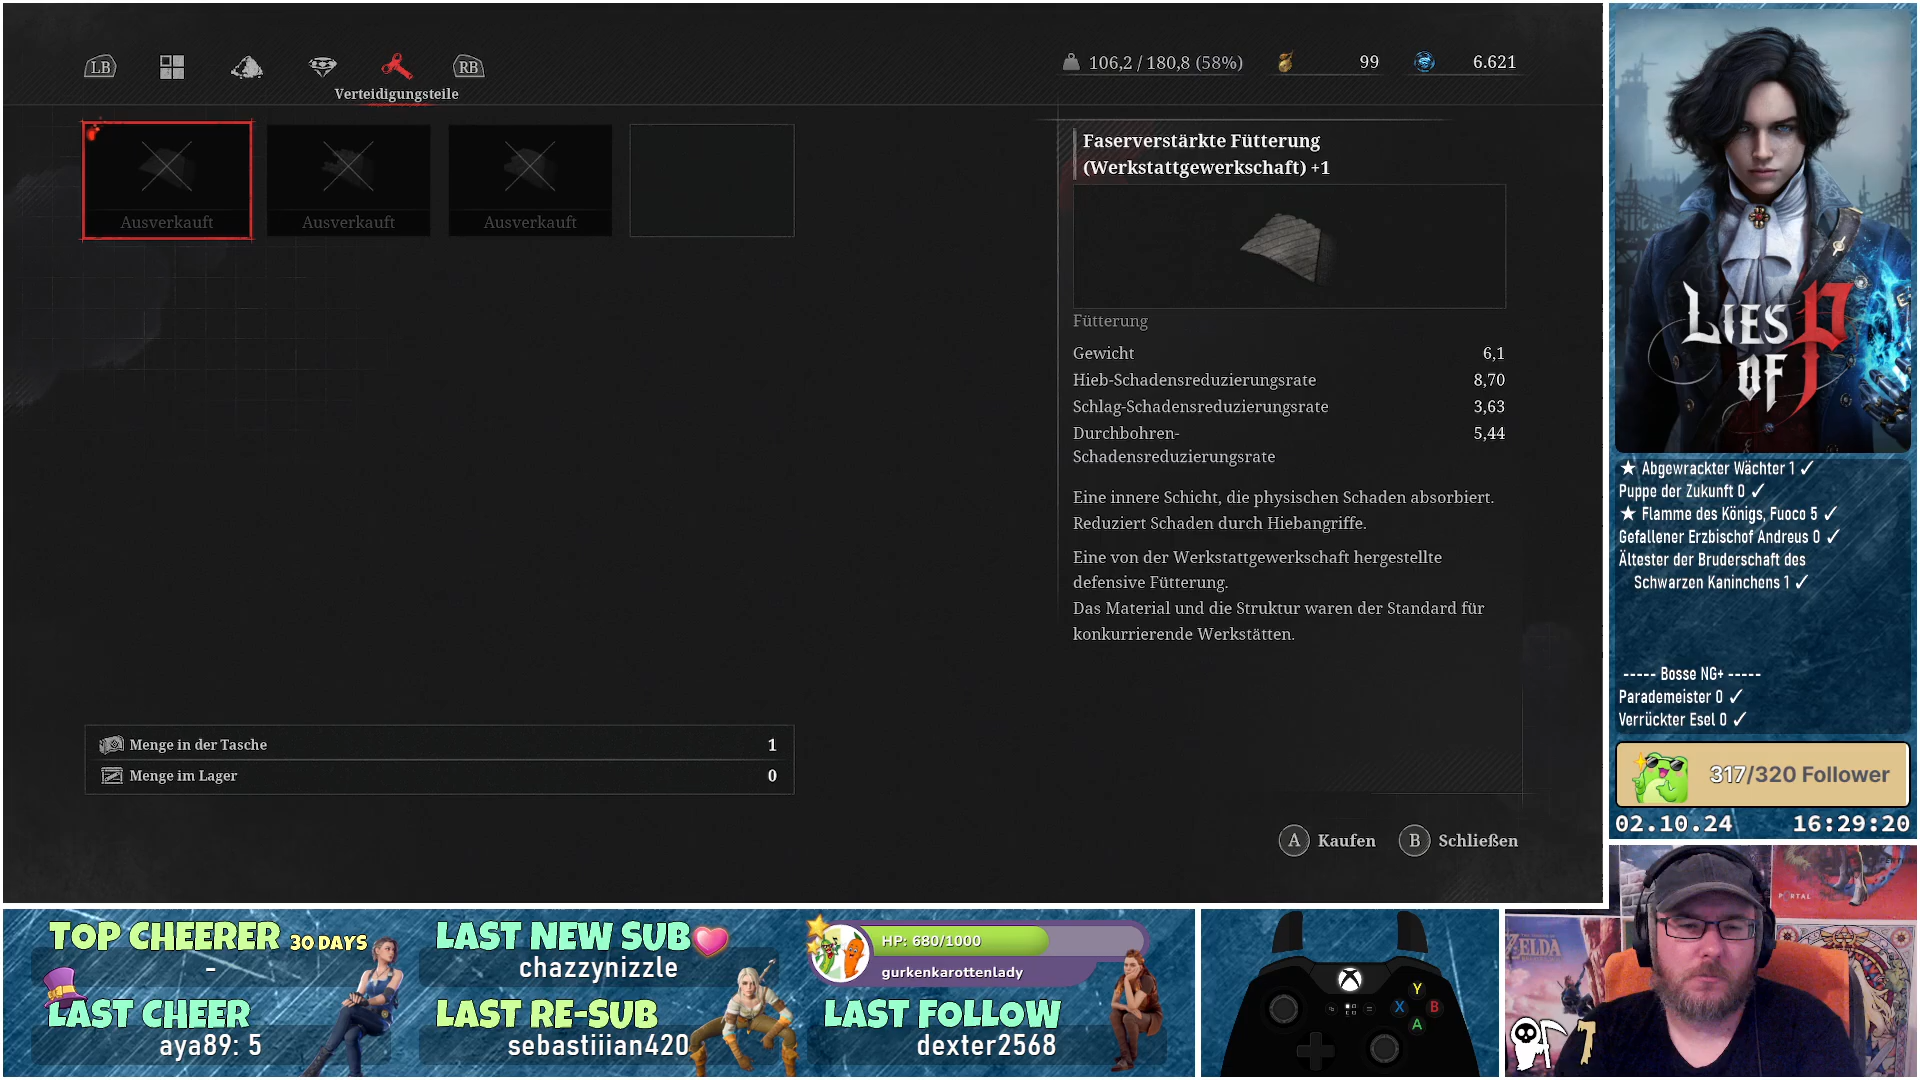 LB
RB
Verteidigungsteile
106,2 / 180,8 (58%)
99
6.621
Ausverkauft
Ausverkauft
Ausverkauft
Faserverstärkte Fütterung
(Werkstattgewerkschaft) +1
Fütterung
Gewicht 6,1
Hieb-Schadensreduzierungsrate 8,70
Schlag-Schadensreduzierungsrate 3,63
Durchbohren- 5,44
Schadensreduzierungsrate
Eine innere Schicht, die physischen Schaden absorbiert.
Reduziert Schaden durch Hiebangriffe.
Eine von der Werkstattgewerkschaft hergestellte
defensive Fütterung.
Das Material und die Struktur waren der Standard für
konkurrierende Werkstätten.
Menge in der Tasche 1
Menge im Lager 0
A Kaufen B Schließen
LIES
OF P
★ Abgewrackter Wächter 1 ✓
Puppe der Zukunft 0 ✓
★ Flamme des Königs, Fuoco 5 ✓
Gefallener Erzbischof Andreus 0 ✓
Ältester der Bruderschaft des
Schwarzen Kaninchens 1 ✓
----- Bosse NG+ -----
Parademeister 0 ✓
Verrückter Esel 0 ✓
317/320 Follower
02.10.24 16:29:20
TOP CHEERER 30 DAYS
-
LAST CHEER
aya89: 5
LAST NEW SUB
chazzynizzle
LAST RE-SUB
sebastiiian420
HP: 680/1000
gurkenkarottenlady
LAST FOLLOW
dexter2568
Y
X B
A
PORTAL
ZELDA
7